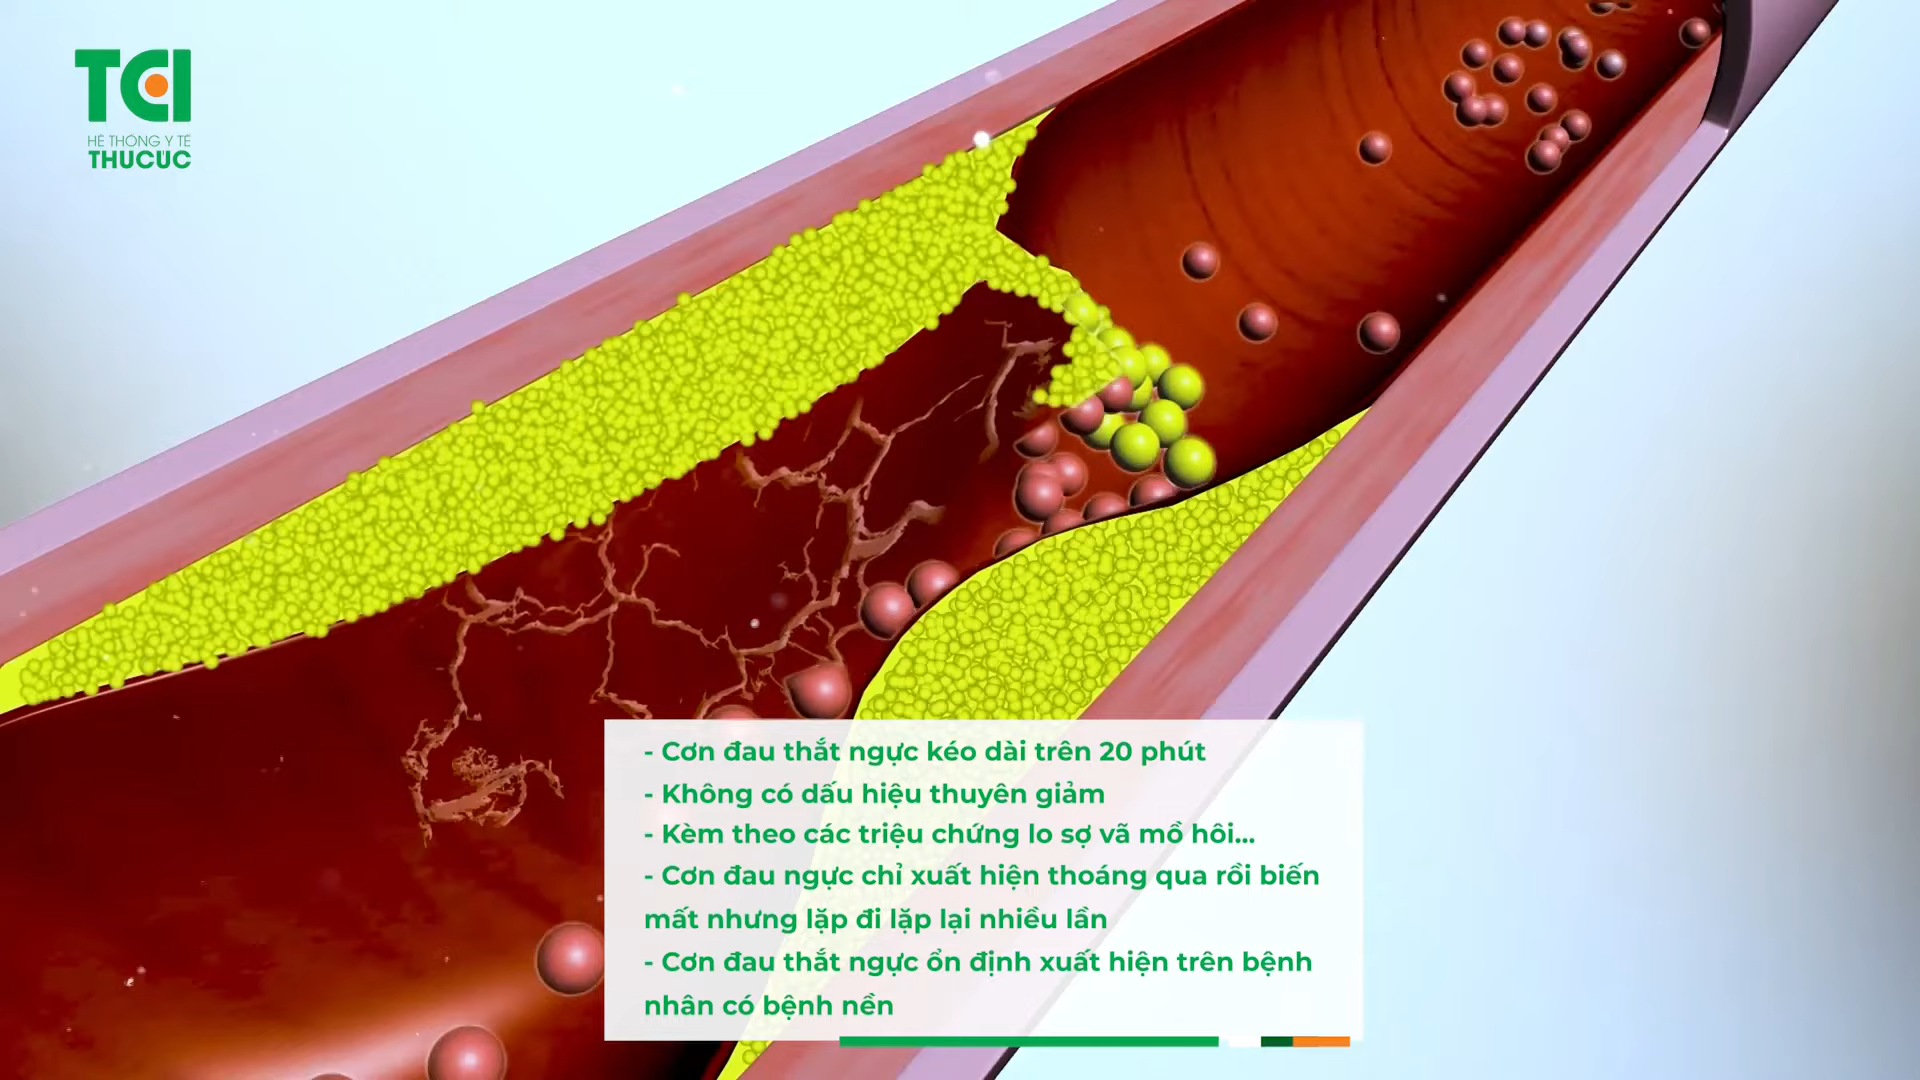 TCI
HỆ THỐNG Y TẾ
THUCUC
- Cơn đau thắt ngực kéo dài trên 20 phút
- Không có dấu hiệu thuyên giảm
- Kèm theo các triệu chứng lo sợ vã mồ hôi...
- Cơn đau ngực chỉ xuất hiện thoáng qua rồi biến
mất nhưng lặp đi lặp lại nhiều lần
- Cơn đau thắt ngực ổn định xuất hiện trên bệnh
nhân có bệnh nền